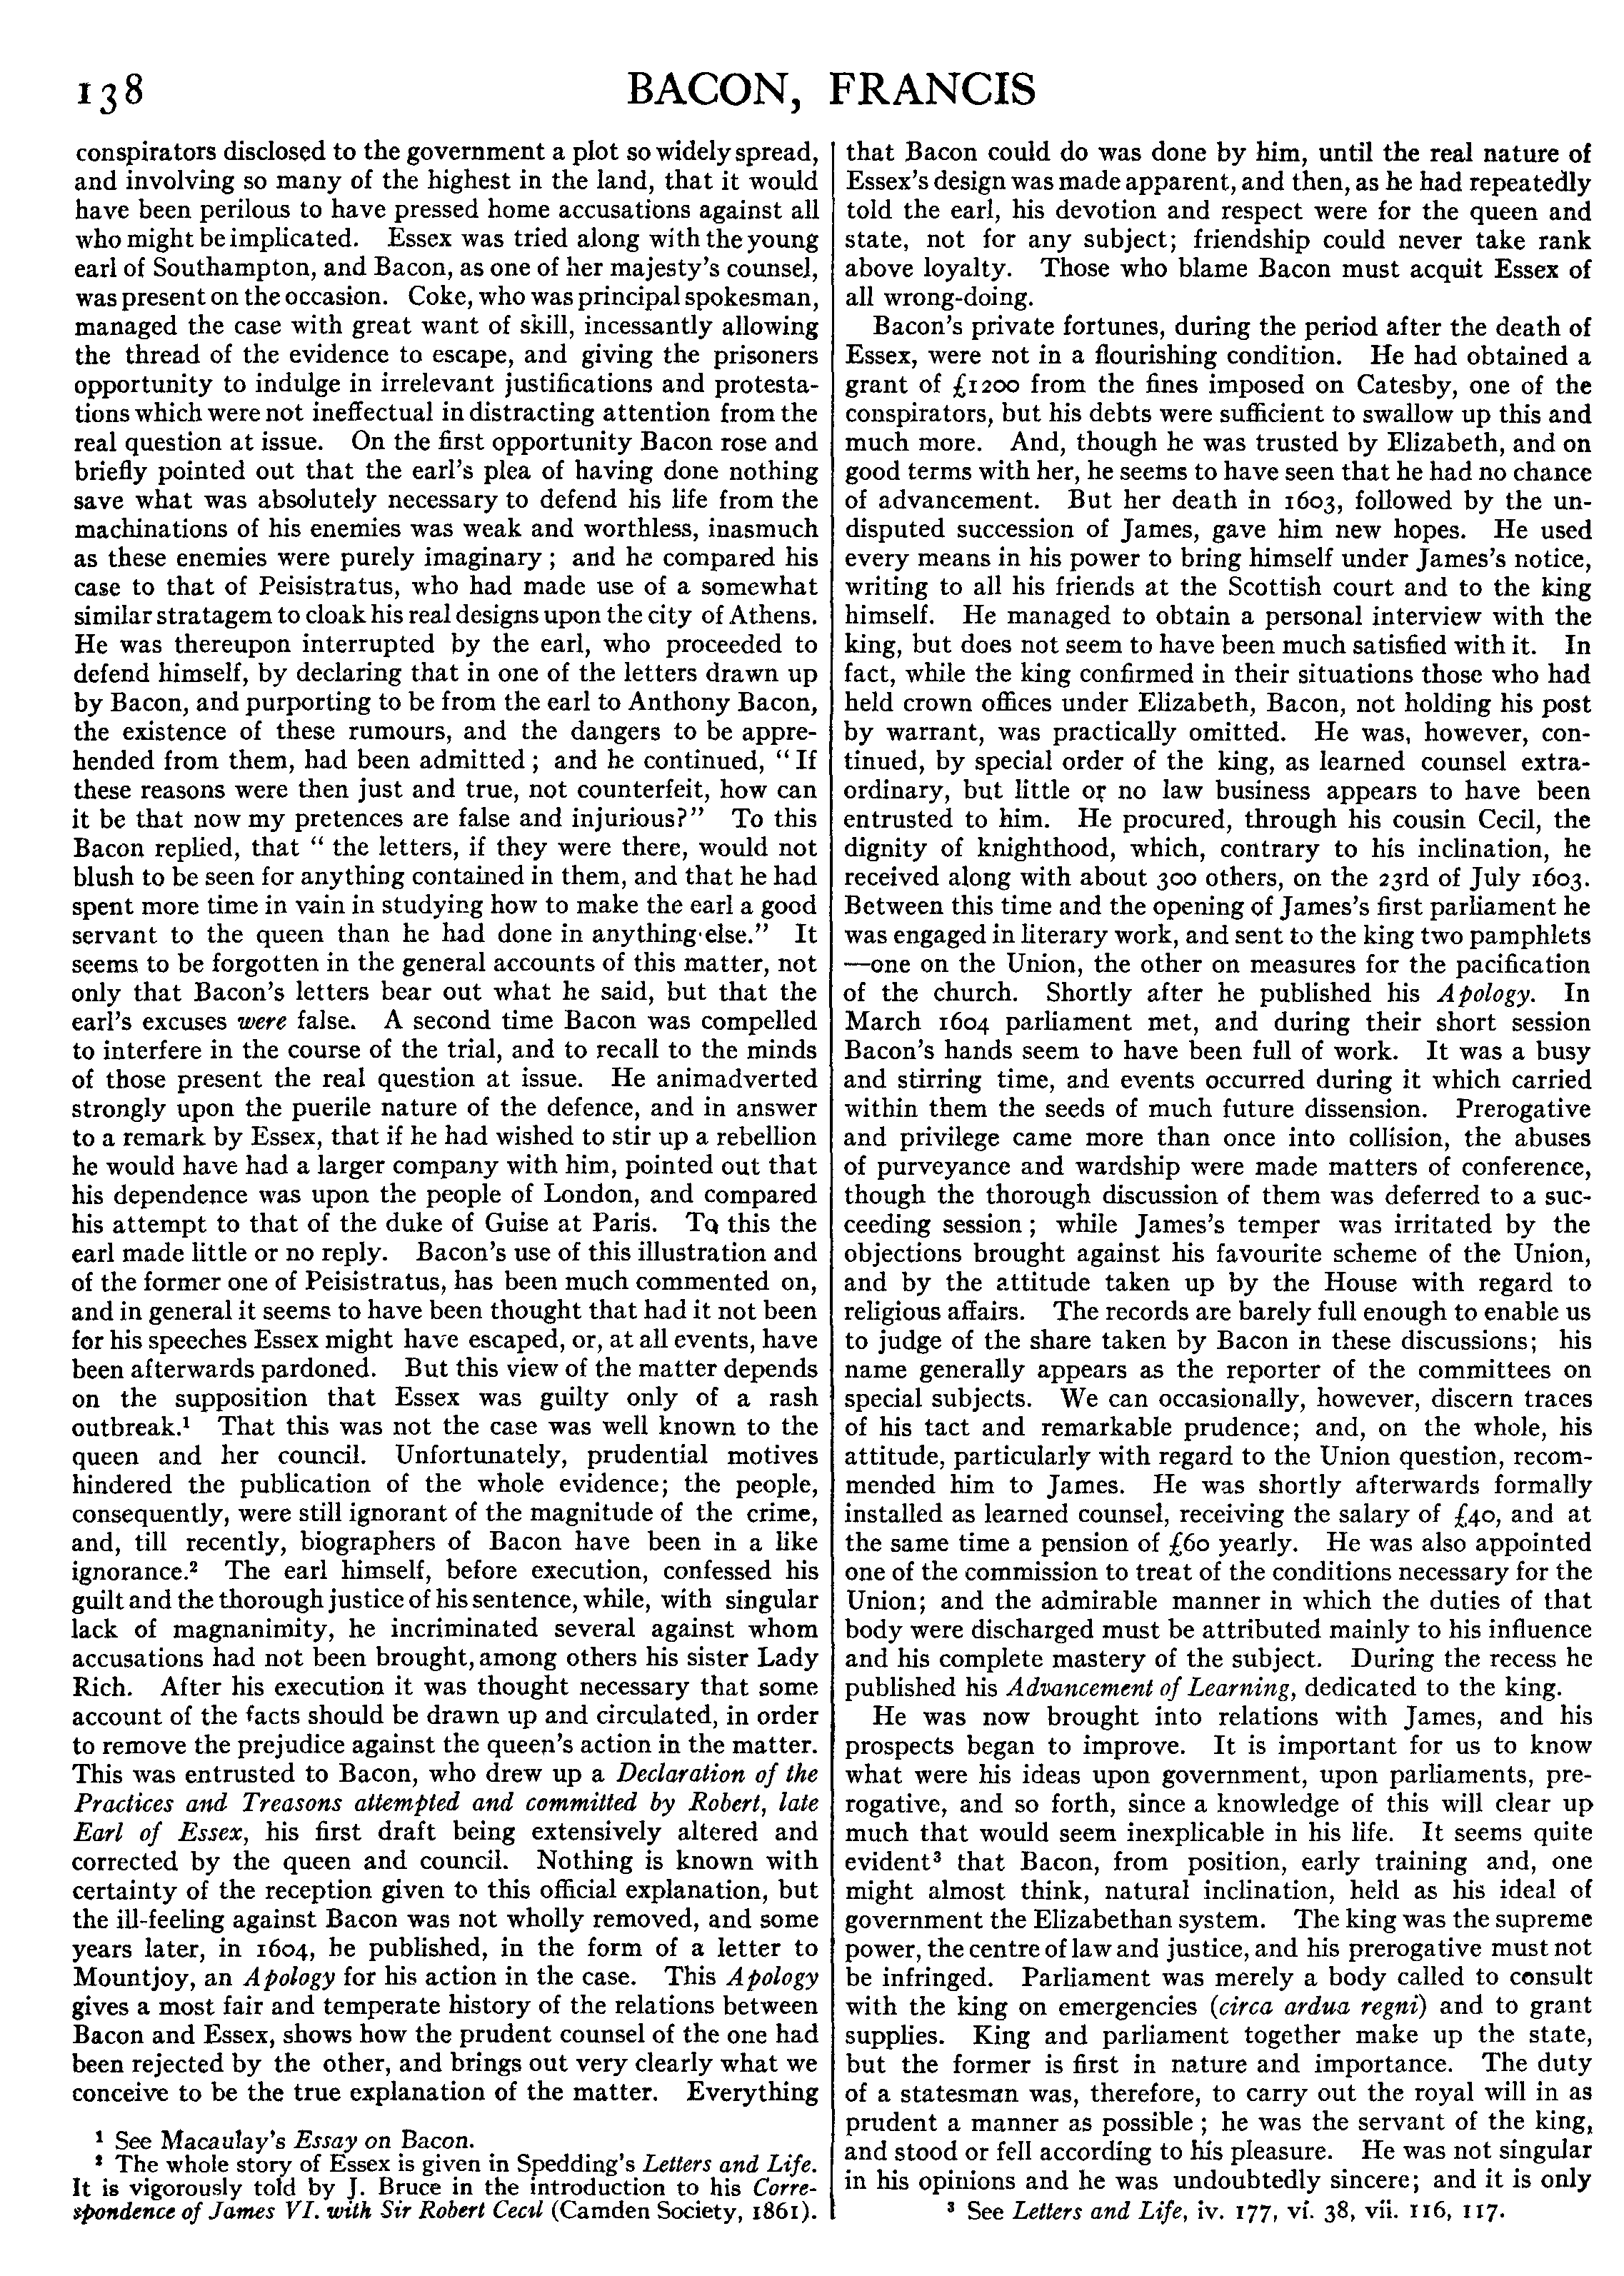 138
BACON, FRANCIS
conspirators disclosed to the government a plot so widely spread,
and involving so many of the highest in the land, that it would
have been perilous to have pressed home accusations against all
who might be implicated. Essex was tried along with the young
earl of Southampton, and Bacon, as one of her majesty's counsel,
was present on the occasion. Coke, who was principal spokesman,
managed the case with great want of skill, incessantly allowing
the thread of the evidence to escape, and giving the prisoners
opportunity to indulge in irrelevant justifications and protesta-
tions which were not ineffectual in distracting attention from the
real question at issue. On the first opportunity Bacon rose and
briefly pointed out that the earl's plea of having done nothing
save what was absolutely necessary to defend his life from the
machinations of his enemies was weak and worthless, inasmuch
as these enemies were purely imaginary; and he compared his
case to that of Peisistratus, who had made use of a somewhat
similar stratagem to cloak his real designs upon the city of Athens.
He was thereupon interrupted by the earl, who proceeded to
defend himself, by declaring that in one of the letters drawn up
by Bacon, and purporting to be from the earl to Anthony Bacon,
the existence of these rumours, and the dangers to be appre-
hended from them, had been admitted; and he continued, "If
these reasons were then just and true, not counterfeit, how can
it be that now my pretences are false and injurious?" To this
Bacon replied, that "the letters, if they were there, would not
blush to be seen for anything contained in them, and that he had
spent more time in vain in studying how to make the earl a good
servant to the queen than he had done in anything else." It
seems to be forgotten in the general accounts of this matter, not
only that Bacon's letters bear out what he said, but that the
earl's excuses were false. A second time Bacon was compelled
to interfere in the course of the trial, and to recall to the minds
of those present the real question at issue. He animadverted
strongly upon the puerile nature of the defence, and in answer
to a remark by Essex, that if he had wished to stir up a rebellion
he would have had a larger company with him, pointed out that
his dependence was upon the people of London, and compared
his attempt to that of the duke of Guise at Paris. To this the
earl made little or no reply. Bacon's use of this illustration and
of the former one of Peisistratus, has been much commented on,
and in general it seems to have been thought that had it not been
for his speeches Essex might have escaped, or, at all events, have
been afterwards pardoned. But this view of the matter depends
on the supposition that Essex was guilty only of a rash
outbreak.¹ That this was not the case was well known to the
queen and her council. Unfortunately, prudential motives
hindered the publication of the whole evidence; the people,
consequently, were still ignorant of the magnitude of the crime,
and, till recently, biographers of Bacon have been in a like
ignorance.² The earl himself, before execution, confessed his
guilt and the thorough justice of his sentence, while, with singular
lack of magnanimity, he incriminated several against whom
accusations had not been brought, among others his sister Lady
Rich. After his execution it was thought necessary that some
account of the facts should be drawn up and circulated, in order
to remove the prejudice against the queen's action in the matter.
This was entrusted to Bacon, who drew up a Declaration of the
Practices and Treasons attempted and committed by Robert, late
Earl of Essex, his first draft being extensively altered and
corrected by the queen and council. Nothing is known with
certainty of the reception given to this official explanation, but
the ill-feeling against Bacon was not wholly removed, and some
years later, in 1604, he published, in the form of a letter to
Mountjoy, an Apology for his action in the case. This Apology
gives a most fair and temperate history of the relations between
Bacon and Essex, shows how the prudent counsel of the one had
been rejected by the other, and brings out very clearly what we
conceive to be the true explanation of the matter. Everything
¹ See Macaulay's Essay on Bacon.
² The whole story of Essex is given in Spedding's Letters and Life.
It is vigorously told by J. Bruce in the introduction to his Corre-
spondence of James VI. with Sir Robert Cecil (Camden Society, 1861).
that Bacon could do was done by him, until the real nature of
Essex's design was made apparent, and then, as he had repeatedly
told the earl, his devotion and respect were for the queen and
state, not for any subject; friendship could never take rank
above loyalty. Those who blame Bacon must acquit Essex of
all wrong-doing.
Bacon's private fortunes, during the period after the death of
Essex, were not in a flourishing condition. He had obtained a
grant of £1200 from the fines imposed on Catesby, one of the
conspirators, but his debts were sufficient to swallow up this and
much more. And, though he was trusted by Elizabeth, and on
good terms with her, he seems to have seen that he had no chance
of advancement. But her death in 1603, followed by the un-
disputed succession of James, gave him new hopes. He used
every means in his power to bring himself under James's notice,
writing to all his friends at the Scottish court and to the king
himself. He managed to obtain a personal interview with the
king, but does not seem to have been much satisfied with it. In
fact, while the king confirmed in their situations those who had
held crown offices under Elizabeth, Bacon, not holding his post
by warrant, was practically omitted. He was, however, con-
tinued, by special order of the king, as learned counsel extra-
ordinary, but little or no law business appears to have been
entrusted to him. He procured, through his cousin Cecil, the
dignity of knighthood, which, contrary to his inclination, he
received along with about 300 others, on the 23rd of July 1603.
Between this time and the opening of James's first parliament he
was engaged in literary work, and sent to the king two pamphlets
—one on the Union, the other on measures for the pacification
of the church. Shortly after he published his Apology. In
March 1604 parliament met, and during their short session
Bacon's hands seem to have been full of work. It was a busy
and stirring time, and events occurred during it which carried
within them the seeds of much future dissension. Prerogative
and privilege came more than once into collision, the abuses
of purveyance and wardship were made matters of conference,
though the thorough discussion of them was deferred to a suc-
ceeding session; while James's temper was irritated by the
objections brought against his favourite scheme of the Union,
and by the attitude taken up by the House with regard to
religious affairs. The records are barely full enough to enable us
to judge of the share taken by Bacon in these discussions; his
name generally appears as the reporter of the committees on
special subjects. We can occasionally, however, discern traces
of his tact and remarkable prudence; and, on the whole, his
attitude, particularly with regard to the Union question, recom-
mended him to James. He was shortly afterwards formally
installed as learned counsel, receiving the salary of £40, and at
the same time a pension of £60 yearly. He was also appointed
one of the commission to treat of the conditions necessary for the
Union; and the admirable manner in which the duties of that
body were discharged must be attributed mainly to his influence
and his complete mastery of the subject. During the recess he
published his Advancement of Learning, dedicated to the king.
He was now brought into relations with James, and his
prospects began to improve. It is important for us to know
what were his ideas upon government, upon parliaments, pre-
rogative, and so forth, since a knowledge of this will clear up
much that would seem inexplicable in his life. It seems quite
evident³ that Bacon, from position, early training and, one
might almost think, natural inclination, held as his ideal of
government the Elizabethan system. The king was the supreme
power, the centre of law and justice, and his prerogative must not
be infringed. Parliament was merely a body called to consult
with the king on emergencies (circa ardua regni) and to grant
supplies. King and parliament together make up the state,
but the former is first in nature and importance. The duty
of a statesman was, therefore, to carry out the royal will in as
prudent a manner as possible; he was the servant of the king,
and stood or fell according to his pleasure. He was not singular
in his opinions and he was undoubtedly sincere; and it is only
³ See Letters and Life, iv. 177, vi. 38, vii. 116, 117.